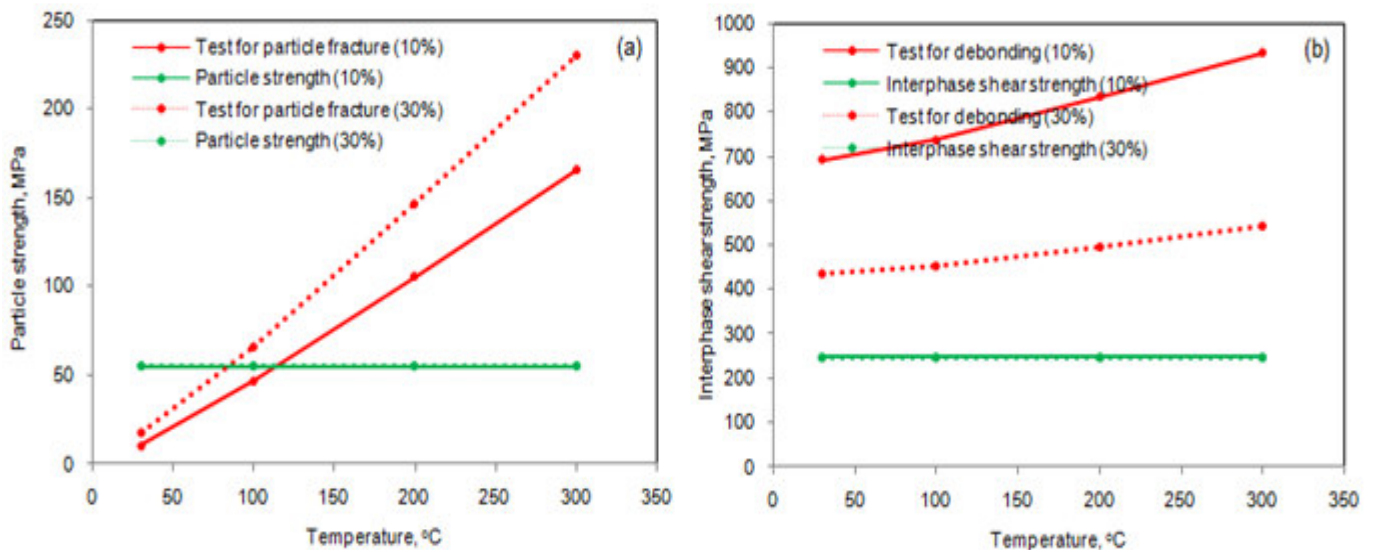 250
200
150
100
50
0
Particle strength, MPa
Test for particle fracture (10%)
Particle strength (10%)
Test for particle fracture (30%)
Particle strength (30%)
(a)
0 50 100 150 200 250 300 350
Temperature, ºC
1000
900
800
700
600
500
400
300
200
100
0
Interphase shear strength, MPa
Test for debonding (10%)
Interphase shear strength (10%)
Test for debonding (30%)
Interphase shear strength (30%)
(b)
0 50 100 150 200 250 300 350
Temperature, ºC